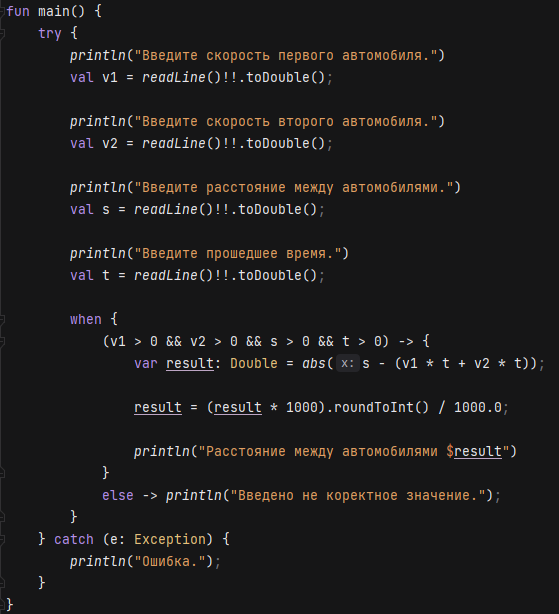 fun main() {
    try {
        println("Введите скорость первого автомобиля.")
        val v1 = readLine()!!.toDouble();

        println("Введите скорость второго автомобиля.")
        val v2 = readLine()!!.toDouble();

        println("Введите расстояние между автомобилями.")
        val s = readLine()!!.toDouble();

        println("Введите прошедшее время.")
        val t = readLine()!!.toDouble();

        when {
            (v1 > 0 && v2 > 0 && s > 0 && t > 0) -> {
                var result: Double = abs( x: s - (v1 * t + v2 * t));

                result = (result * 1000).roundToInt() / 1000.0;

                println("Расстояние между автомобилями $result")
            }
            else -> println("Введено не коректное значение.");
        }
    } catch (e: Exception) {
        println("Ошибка.");
    }
}